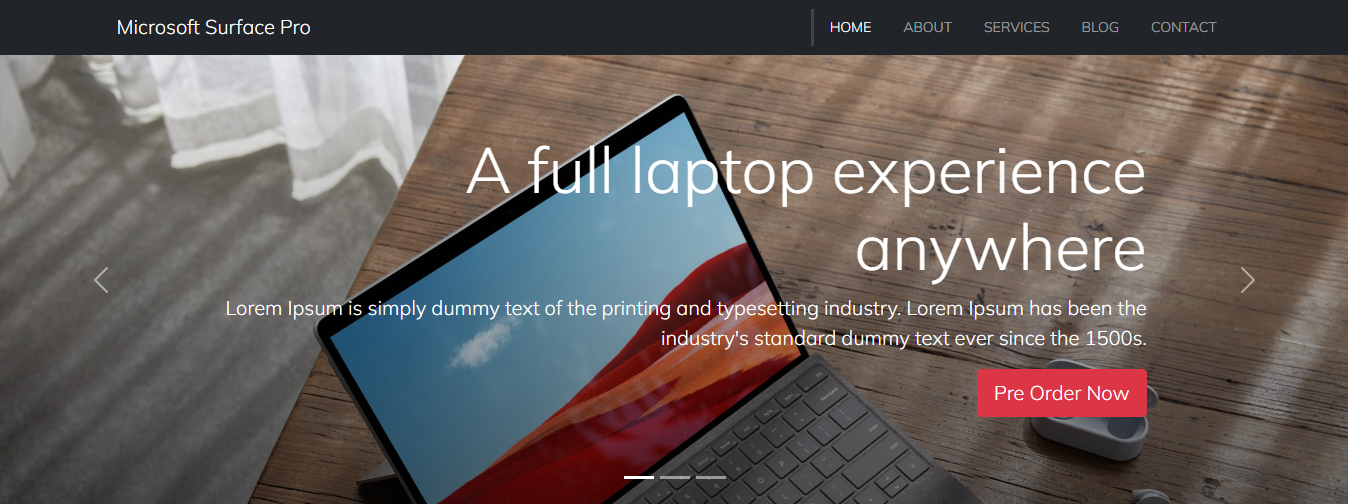 Microsoft Surface Pro
HOME ABOUT SERVICES BLOG CONTACT
A full laptop experience
anywhere
Lorem Ipsum is simply dummy text of the printing and typesetting industry. Lorem Ipsum has been the
industry's standard dummy text ever since the 1500s.
Pre Order Now